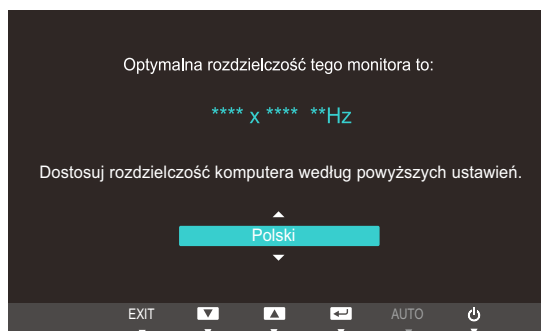 Optymalna rozdzielczość tego monitora to:
**** x **** **Hz
Dostosuj rozdzielczość komputera według powyższych ustawień.
Polski
EXIT AUTO